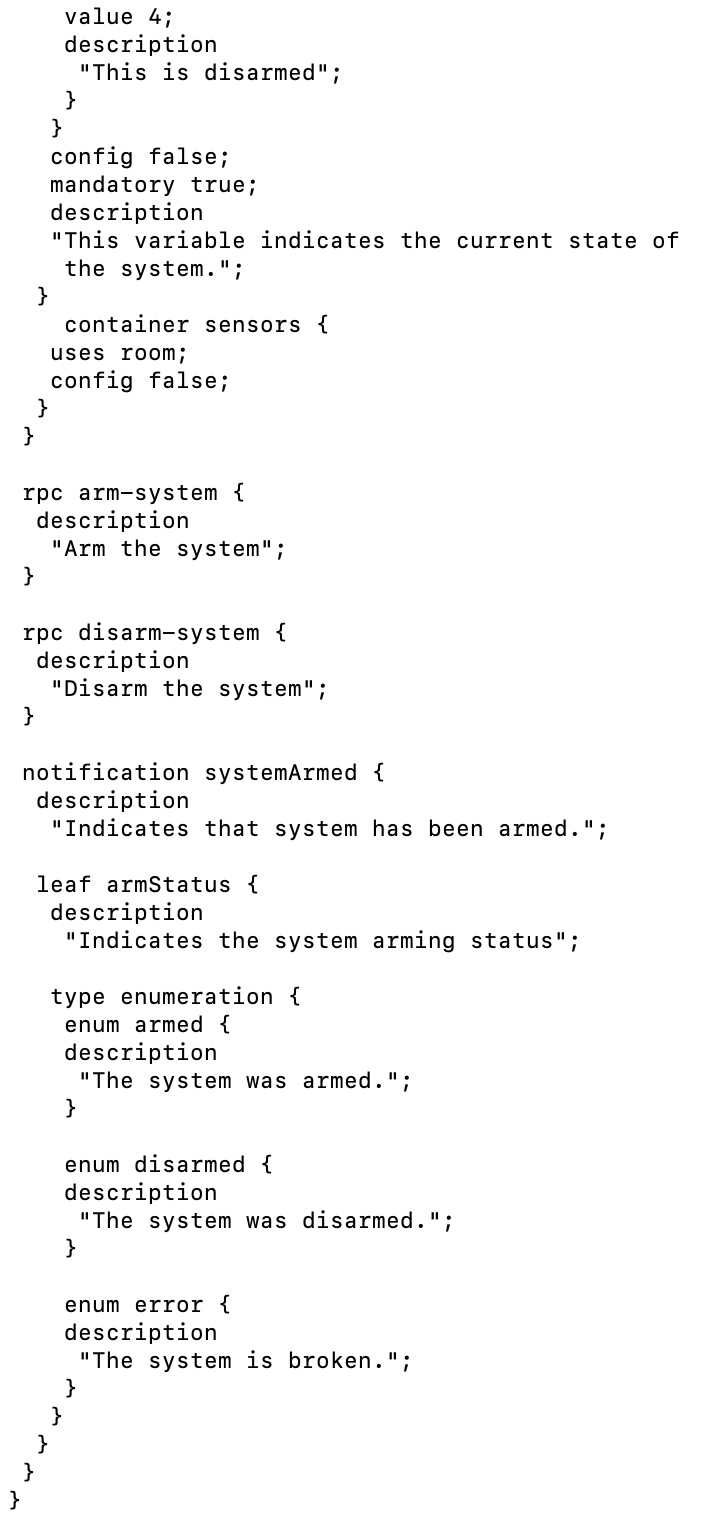 value 4;
description
"This is disarmed";
}
}
config false;
mandatory true;
description
"This variable indicates the current state of
the system.";
}
container sensors {
uses room;
config false;
}
}
rpc arm-system {
description
"Arm the system";
}
rpc disarm-system {
description
"Disarm the system";
}
notification systemArmed {
description
"Indicates that system has been armed.";
leaf armStatus {
description
"Indicates the system arming status";
type enumeration {
enum armed {
description
"The system was armed.";
}
enum disarmed {
description
"The system was disarmed.";
}
enum error {
description
"The system is broken.";
}
}
}
}
}